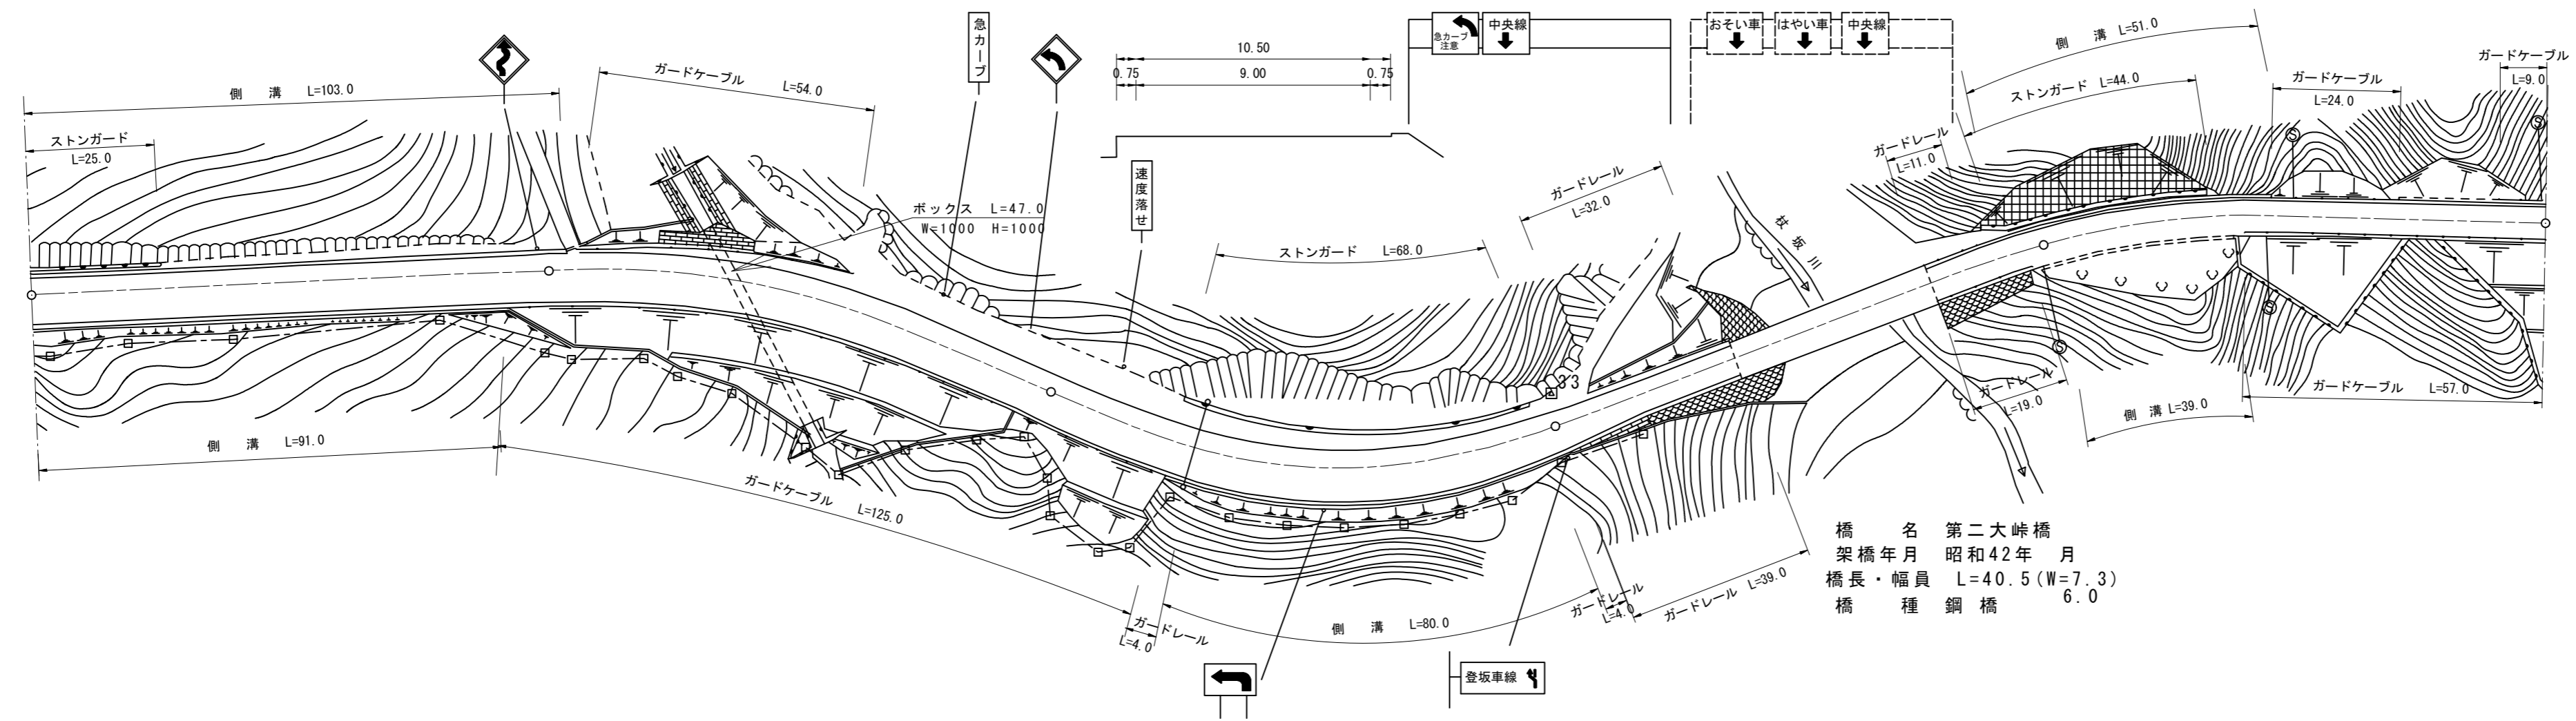 側　溝　L=103.0
ストンガード
L=25.0
ガードケーブル　L=54.0
急カーブ
10.50
0.75　9.00　0.75
急カーブ
注意
中央線
おそい車
はやい車
中央線
側　溝　L=51.0
ストンガード　L=44.0
ガードレール
L=11.0
ガードケーブル
L=24.0
ガードケーブル
L=9.0
ボックス　L=47.0
W=1000　H=1000
速度落せ
ガードレール
L=32.0
ストンガード　L=68.0
杖坂川
33
S
S
S
S
側　溝　L=91.0
ガードケーブル　L=125.0
ガードレール
L=4.0
側　溝　L=80.0
ガードレール
L=4.0
ガードレール　L=39.0
ガードレール
L=19.0
側　溝 L=39.0
ガードケーブル　L=57.0
登坂車線
橋　名　第二大峠橋
架橋年月　昭和42年　月
橋長・幅員　L=40.5(W=7.3)
6.0
橋　種　鋼　橋